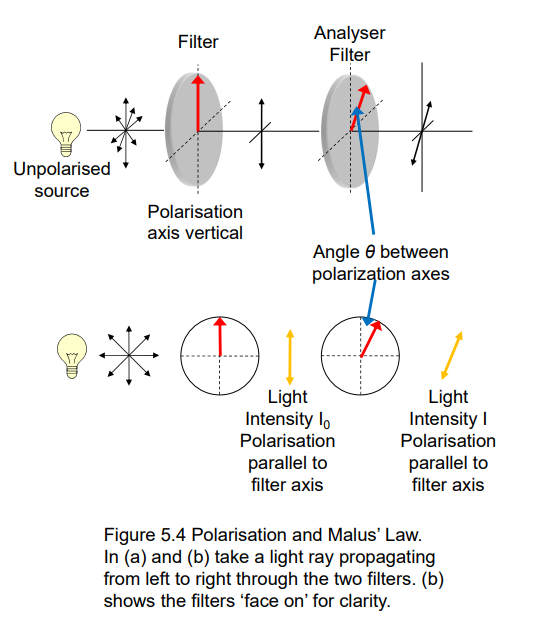 Filter
Analyser
Filter
Unpolarised
source
Polarisation
axis vertical
Angle θ between
polarization axes
Light
Intensity I₀
Polarisation
parallel to
filter axis
Light
Intensity I
Polarisation
parallel to
filter axis
Figure 5.4 Polarisation and Malus’ Law.
In (a) and (b) take a light ray propagating
from left to right through the two filters. (b)
shows the filters ‘face on’ for clarity.